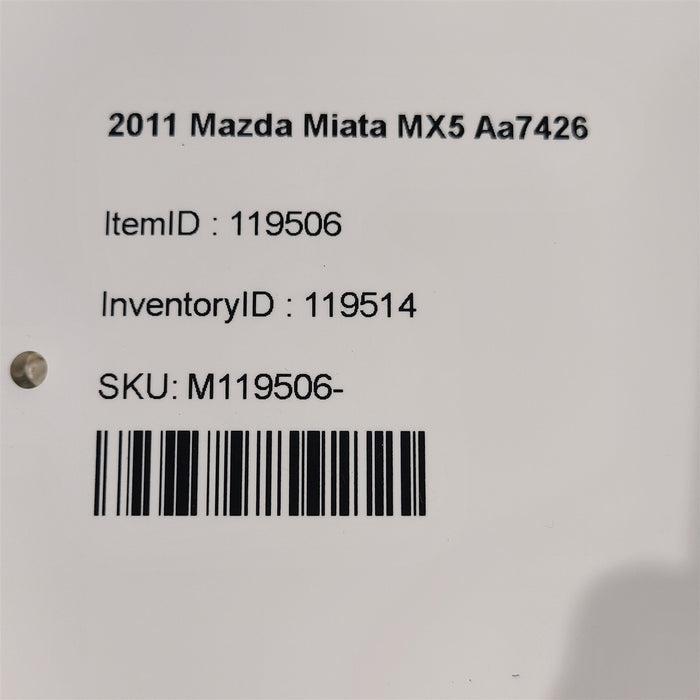 2011 Mazda Miata MX5 Aa7426
ItemID : 119506
InventoryID : 119514
SKU: M119506-